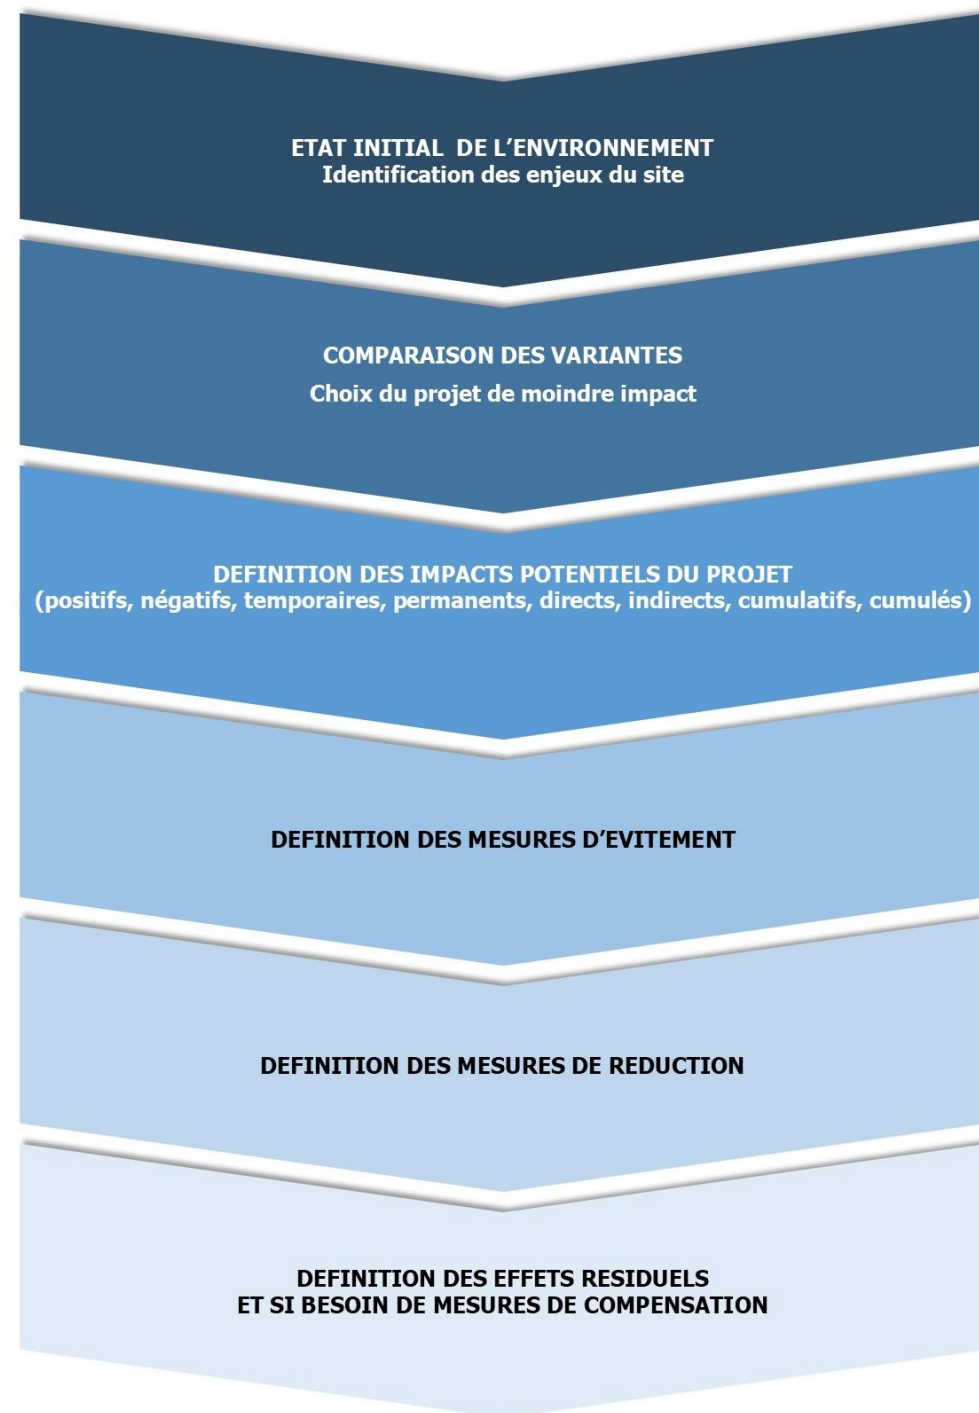 ETAT INITIAL DE L'ENVIRONNEMENT
Identification des enjeux du site
COMPARAISON DES VARIANTES
Choix du projet de moindre impact
DEFINITION DES IMPACTS POTENTIELS DU PROJET
(positifs, négatifs, temporaires, permanents, directs, indirects, cumulatifs, cumulés)
DEFINITION DES MESURES D'EVITEMENT
DEFINITION DES MESURES DE REDUCTION
DEFINITION DES EFFETS RESIDUELS
ET SI BESOIN DE MESURES DE COMPENSATION